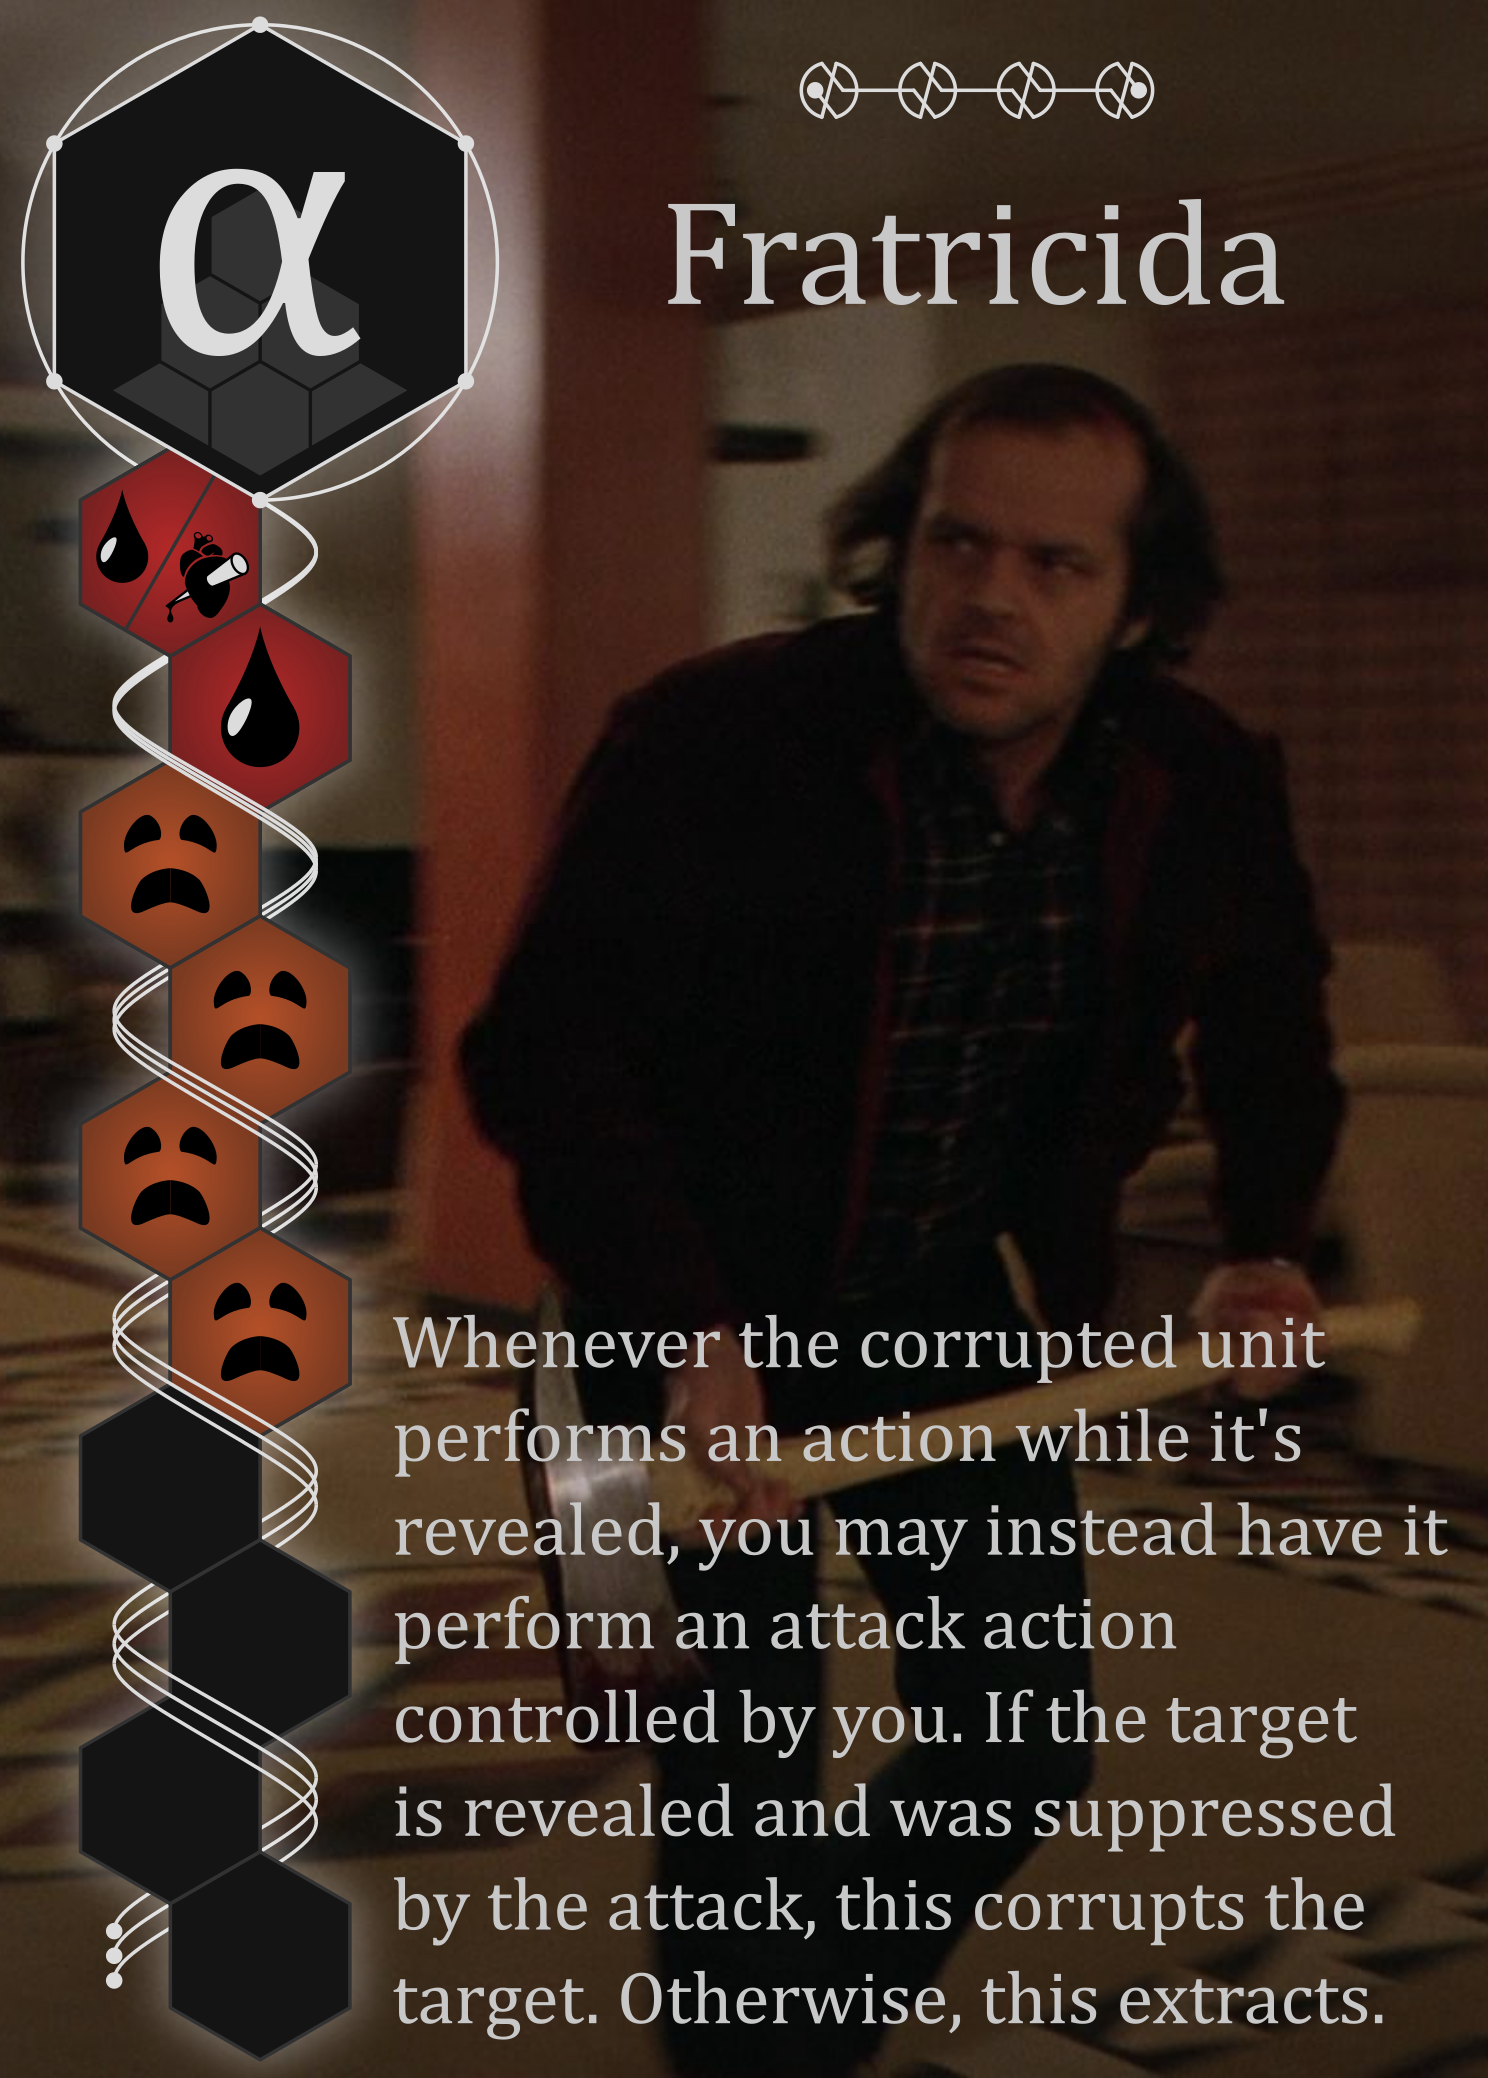 α
Fratricida
Whenever the corrupted unit
performs an action while it's
revealed, you may instead have it
perform an attack action
controlled by you. If the target
is revealed and was suppressed
by the attack, this corrupts the
target. Otherwise, this extracts.